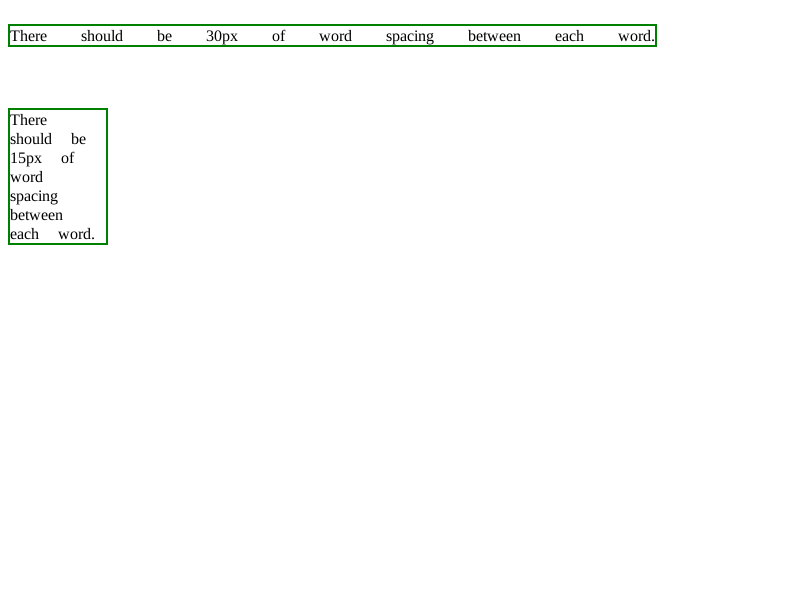 There should be 30px of word spacing between each word.
There
should be
15px of
word
spacing
between
each word.